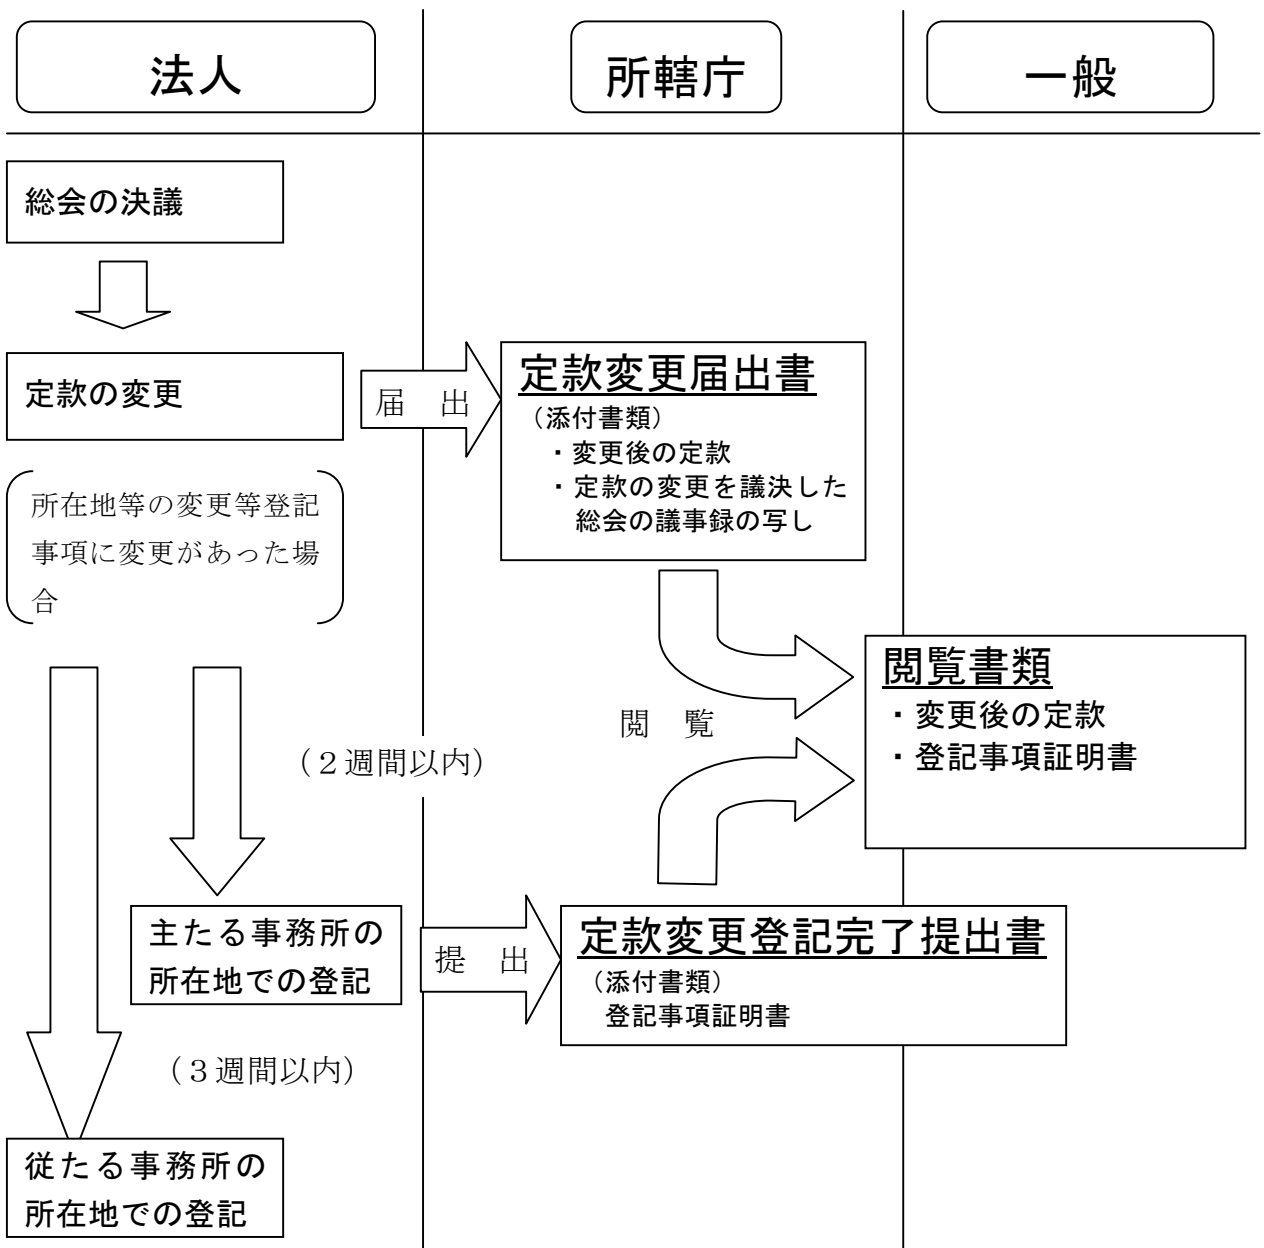 法人
所轄庁
一般
総会の決議
定款の変更
届 出
定款変更届出書
（添付書類）
・変更後の定款
・定款の変更を議決した
総会の議事録の写し
所在地等の変更等登記
事項に変更があった場
合
閲覧書類
・変更後の定款
・登記事項証明書
閲 覧
（２週間以内）
主たる事務所の
所在地での登記
提 出
定款変更登記完了提出書
（添付書類）
登記事項証明書
（３週間以内）
従たる事務所の
所在地での登記